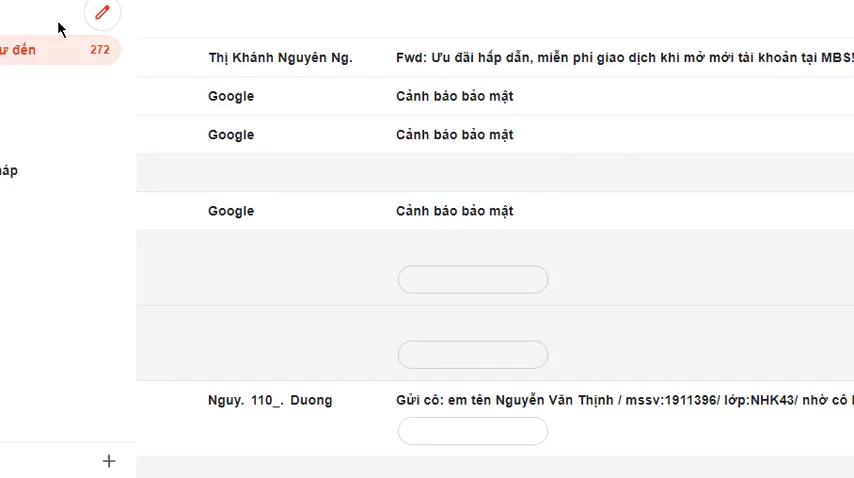 ư đến 272
Thị Khánh Nguyên Ng. Fwd: Ưu đãi hấp dẫn, miễn phí giao dịch khi mở mới tài khoản tại MBS!
Google Cảnh báo bảo mật
Google Cảnh báo bảo mật
háp
Google Cảnh báo bảo mật
Nguy. 110_. Duong Gửi cô: em tên Nguyễn Văn Thịnh / mssv:1911396/ lớp:NHK43/ nhờ cô